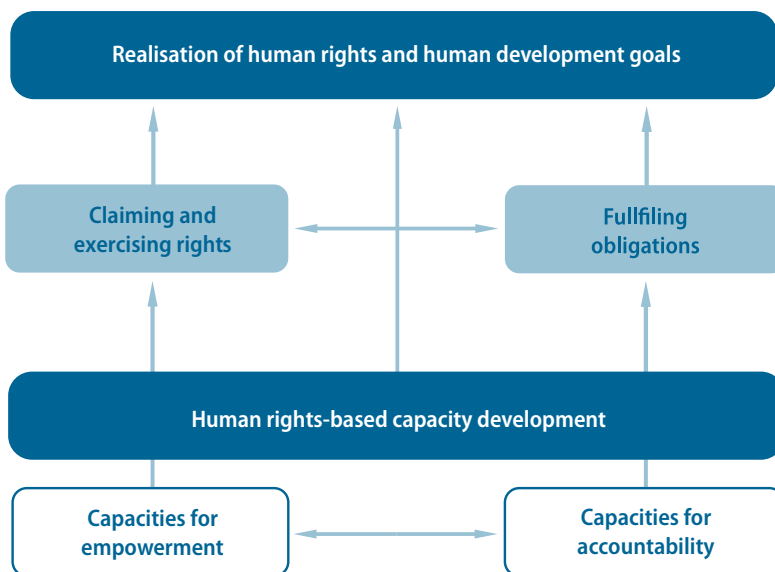 Realisation of human rights and human development goals
Claiming and
exercising rights
Fullfiling
obligations
Human rights-based capacity development
Capacities for
empowerment
Capacities for
accountability